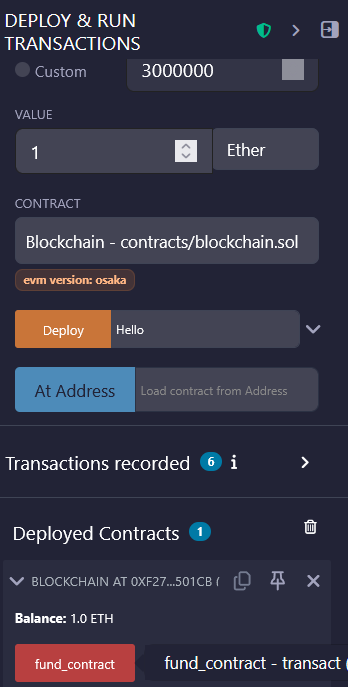 DEPLOY & RUN
TRANSACTIONS
Custom
3000000
VALUE
1
Ether
CONTRACT
Blockchain - contracts/blockchain.sol
evm version: osaka
Deploy
Hello
At Address
Load contract from Address
Transactions recorded 6 i
Deployed Contracts 1
BLOCKCHAIN AT 0XF27...501CB (
Balance: 1.0 ETH
fund_contract
fund_contract - transact (